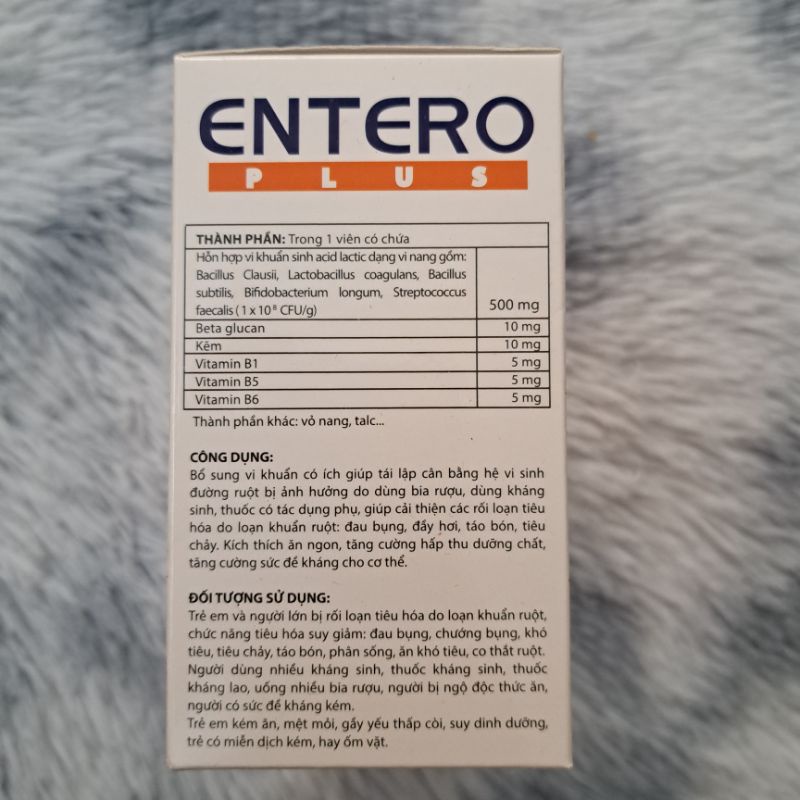 ENTERO
PLUS
THÀNH PHẦN: Trong 1 viên có chứa
Hỗn hợp vi khuẩn sinh acid lactic dạng vi nang gồm:
Bacillus Clausii, Lactobacillus coagulans, Bacillus
subtilis, Bifidobacterium longum, Streptococcus
faecalis ( 1 x 10⁸ CFU/g) 500 mg
Beta glucan 10 mg
Kẽm 10 mg
Vitamin B1 5 mg
Vitamin B5 5 mg
Vitamin B6 5 mg
Thành phần khác: vỏ nang, talc...
CÔNG DỤNG:
Bổ sung vi khuẩn có ích giúp tái lập cân bằng hệ vi sinh
đường ruột bị ảnh hưởng do dùng bia rượu, dùng kháng
sinh, thuốc có tác dụng phụ, giúp cải thiện các rối loạn tiêu
hóa do loạn khuẩn ruột: đau bụng, đầy hơi, táo bón, tiêu
chảy. Kích thích ăn ngon, tăng cường hấp thu dưỡng chất,
tăng cường sức đề kháng cho cơ thể.
ĐỐI TƯỢNG SỬ DỤNG:
Trẻ em và người lớn bị rối loạn tiêu hóa do loạn khuẩn ruột,
chức năng tiêu hóa suy giảm: đau bụng, chướng bụng, khó
tiêu, tiêu chảy, táo bón, phân sống, ăn khó tiêu, co thắt ruột.
Người dùng nhiều kháng sinh, thuốc kháng sinh, thuốc
kháng lao, uống nhiều bia rượu, người bị ngộ độc thức ăn,
người có sức đề kháng kém.
Trẻ em kém ăn, mệt mỏi, gầy yếu thấp còi, suy dinh dưỡng,
trẻ có miễn dịch kém, hay ốm vặt.